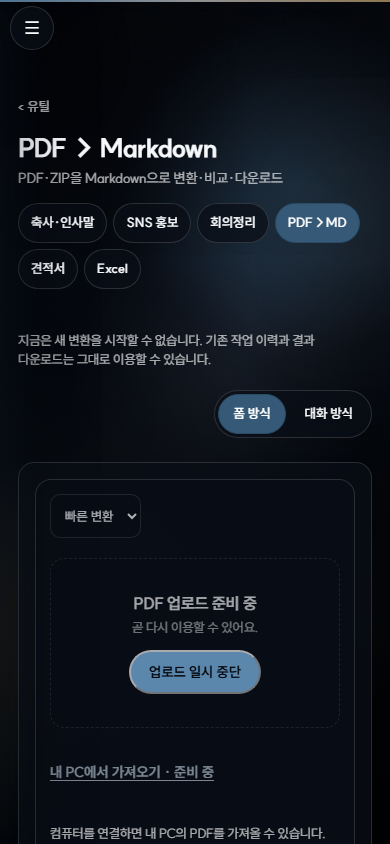 ☰
< 유틸
PDF > Markdown
PDF·ZIP을 Markdown으로 변환·비교·다운로드
축사·인사말
SNS 홍보
회의정리
PDF > MD
견적서
Excel
지금은 새 변환을 시작할 수 없습니다. 기존 작업 이력과 결과
다운로드는 그대로 이용할 수 있습니다.
폼 방식
대화 방식
빠른 변환
PDF 업로드 준비 중
곧 다시 이용할 수 있어요.
업로드 일시 중단
내 PC에서 가져오기 · 준비 중
컴퓨터를 연결하면 내 PC의 PDF를 가져올 수 있습니다.